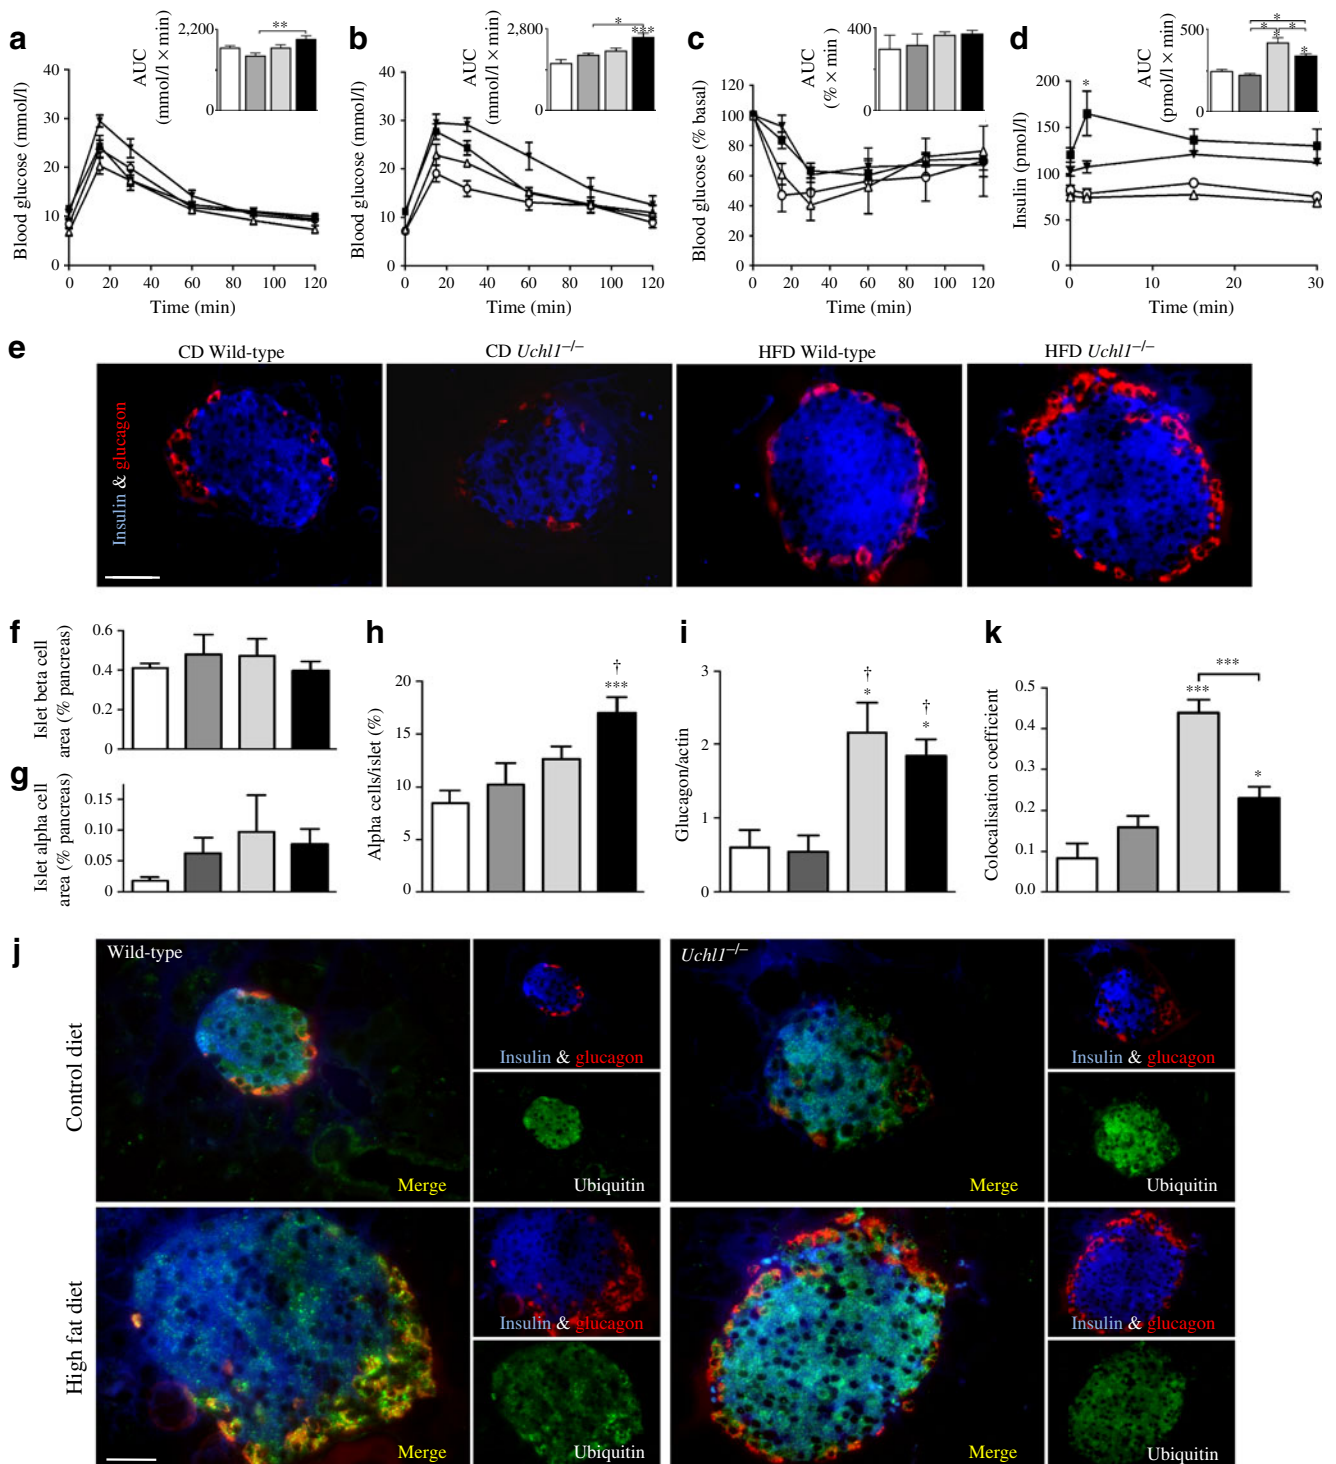 a
AUC
(mmol/l × min)
2,200
0
**
Blood glucose (mmol/l)
40
30
20
10
0
0 20 40 60 80 100 120
Time (min)
b
AUC
(mmol/l × min)
2,800
0
*
***
Blood glucose (mmol/l)
40
30
20
10
0
0 20 40 60 80 100 120
Time (min)
c
AUC
(% × min)
400
0
Blood glucose (% basal)
120
100
80
60
40
20
0
0 20 40 60 80 100 120
Time (min)
d
AUC
(pmol/l × min)
500
0
*
* *
*
*
*
Insulin (pmol/l)
200
150
100
50
0
0 10 20 30
Time (min)
e
CD Wild-type
CD Uchl1−/−
HFD Wild-type
HFD Uchl1−/−
Insulin & glucagon
f
Islet beta cell
area (% pancreas)
0.6
0.4
0.2
0
g
Islet alpha cell
area (% pancreas)
0.15
0.10
0.05
0
h
Alpha cells/islet (%)
20
15
10
5
0
†
***
i
Glucagon/actin
3
2
1
0
†
*
†
*
k
Colocalisation coefficient
0.5
0.4
0.3
0.2
0.1
0.0
***
***
*
j
Control diet
Wild-type
Merge
Insulin & glucagon
Ubiquitin
Uchl1−/−
Merge
Insulin & glucagon
Ubiquitin
High fat diet
Merge
Insulin & glucagon
Ubiquitin
Merge
Insulin & glucagon
Ubiquitin